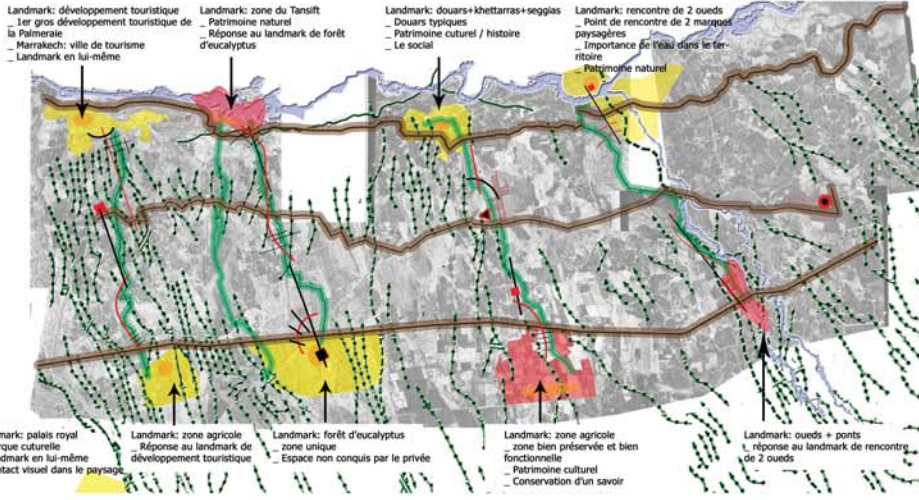 Landmark: développement touristique
_ 1er gros développement touristique de
la Palmeraie
_ Marrakech: ville de tourisme
_ Landmark en lui-même
Landmark: zone du Tansift
_ Patrimoine naturel
_ Réponse au landmark de forêt
d'eucalyptus
Landmark: douars+khettarras+seggias
_ Douars typiques
_ Patrimoine cuturel / histoire
_ Le social
Landmark: rencontre de 2 oueds
_ Point de rencontre de 2 marques
paysagères
_ Importance de l'eau dans le ter-
ritoire
_ Patrimoine naturel
mark: palais royal
rque cuturelle
dmark en lui-même
ntact visuel dans le paysage
Landmark: zone agricole
_ Réponse au landmark de
développement touristique
Landmark: forêt d'eucalyptus
_ zone unique
_ Espace non conquis par le privée
Landmark: zone agricole
_ zone bien préservée et bien
fonctionnelle
_ Patrimoine culturel
_ Conservation d'un savoir
Landmark: oueds + ponts
_ réponse au landmark de rencontre
de 2 oueds